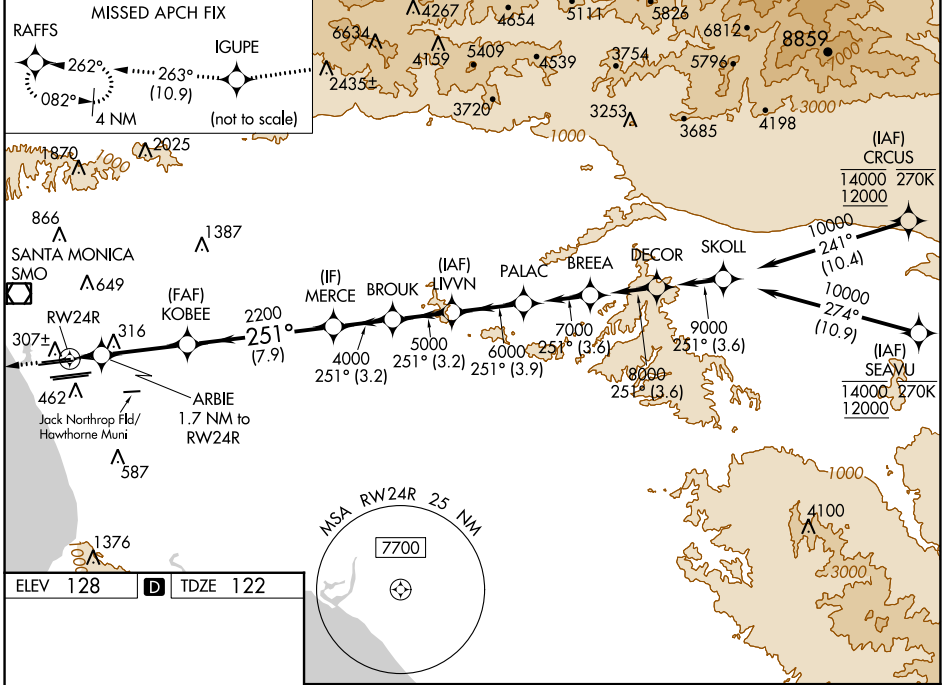 MISSED APCH FIX
RAFFS
IGUPE
262°
263°
(10.9)
082°
4 NM
(not to scale)
4267
4654
5111
5826
6634
4159
5409
4539
3754
6812
5796
8859
7000
2435±
3720
3253
3685
4198
3000
1000
1870
1000
2025
866
1387
SANTA MONICA
SMO
649
RW24R
307±
316
462
Jack Northrop Fld/
Hawthorne Muni
587
1376
1000
(FAF)
KOBEE
2200
251°
(7.9)
ARBIE
1.7 NM to
RW24R
(IF)
MERCE
BROUK
(IAF)
LIVVN
PALAC
BREEA
DECOR
SKOLL
4000
251° (3.2)
5000
251° (3.2)
6000
251° (3.9)
7000
251° (3.6)
8000
251° (3.6)
9000
251° (3.6)
(IAF)
CRCUS
14000 270K
12000
10000
241°
(10.4)
10000
274°
(10.9)
(IAF)
SEAVU
14000 270K
12000
1000
4100
3000
MSA RW24R 25 NM
7700
ELEV 128 D TDZE 122